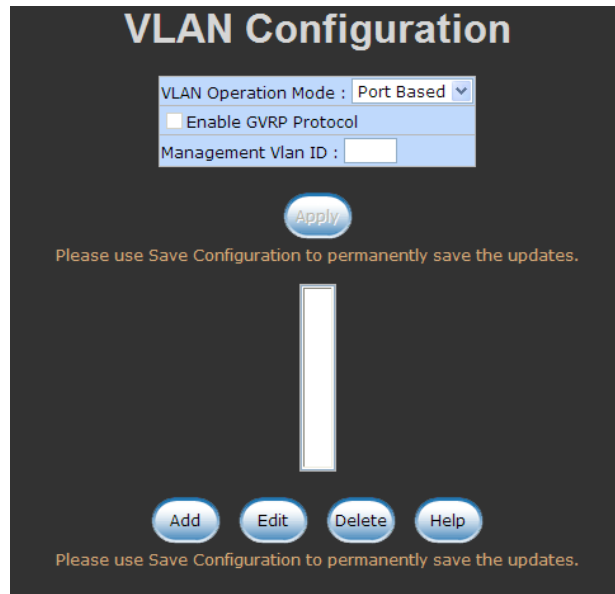 VLAN Configuration
VLAN Operation Mode : Port Based
Enable GVRP Protocol
Management Vlan ID :
Apply
Please use Save Configuration to permanently save the updates.
Add Edit Delete Help
Please use Save Configuration to permanently save the updates.